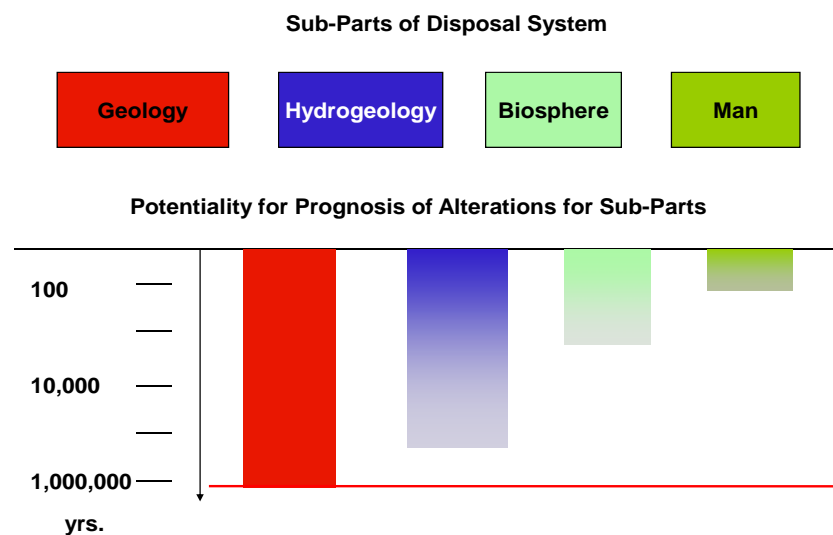 Sub-Parts of Disposal System
Geology
Hydrogeology
Biosphere
Man
Potentiality for Prognosis of Alterations for Sub-Parts
100
10,000
1,000,000
yrs.